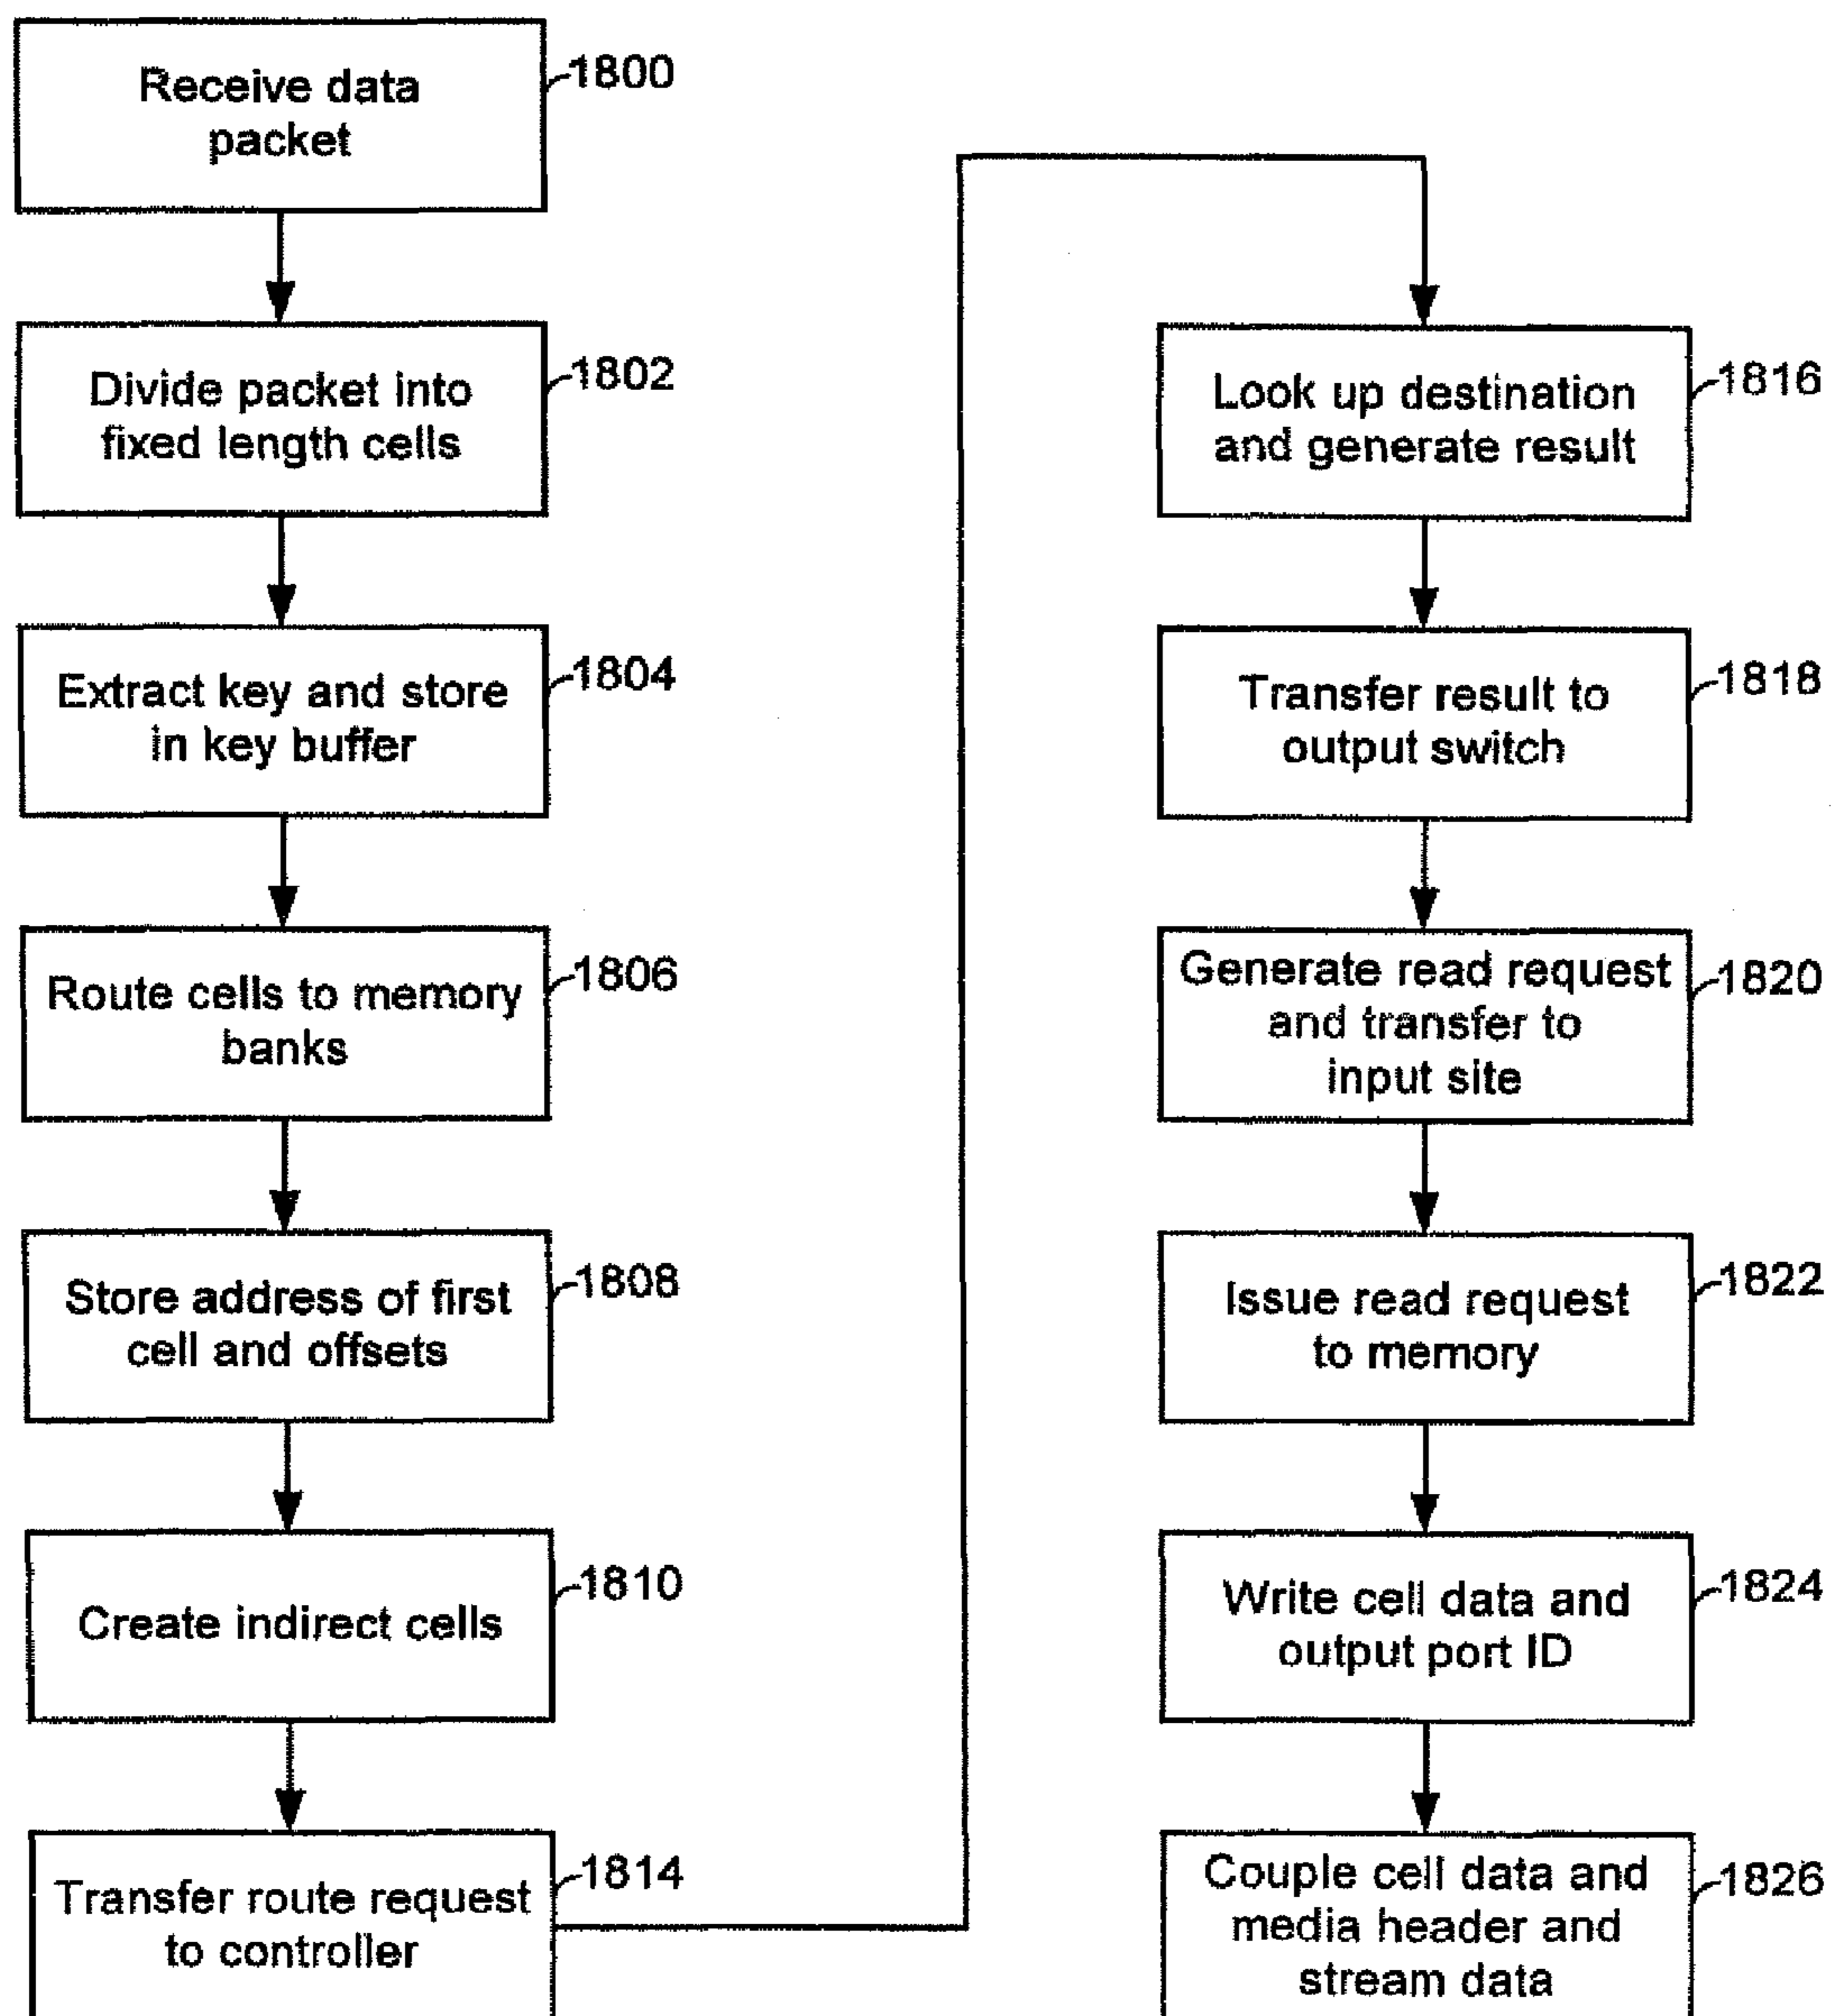 Receive data
packet
1800
Divide packet into
fixed length cells
1802
Extract key and store
in key buffer
1804
Route cells to memory
banks
1806
Store address of first
cell and offsets
1808
Create indirect cells
1810
Transfer route request
to controller
1814
Look up destination
and generate result
1816
Transfer result to
output switch
1818
Generate read request
and transfer to
input site
1820
Issue read request
to memory
1822
Write cell data and
output port ID
1824
Couple cell data and
media header and
stream data
1826